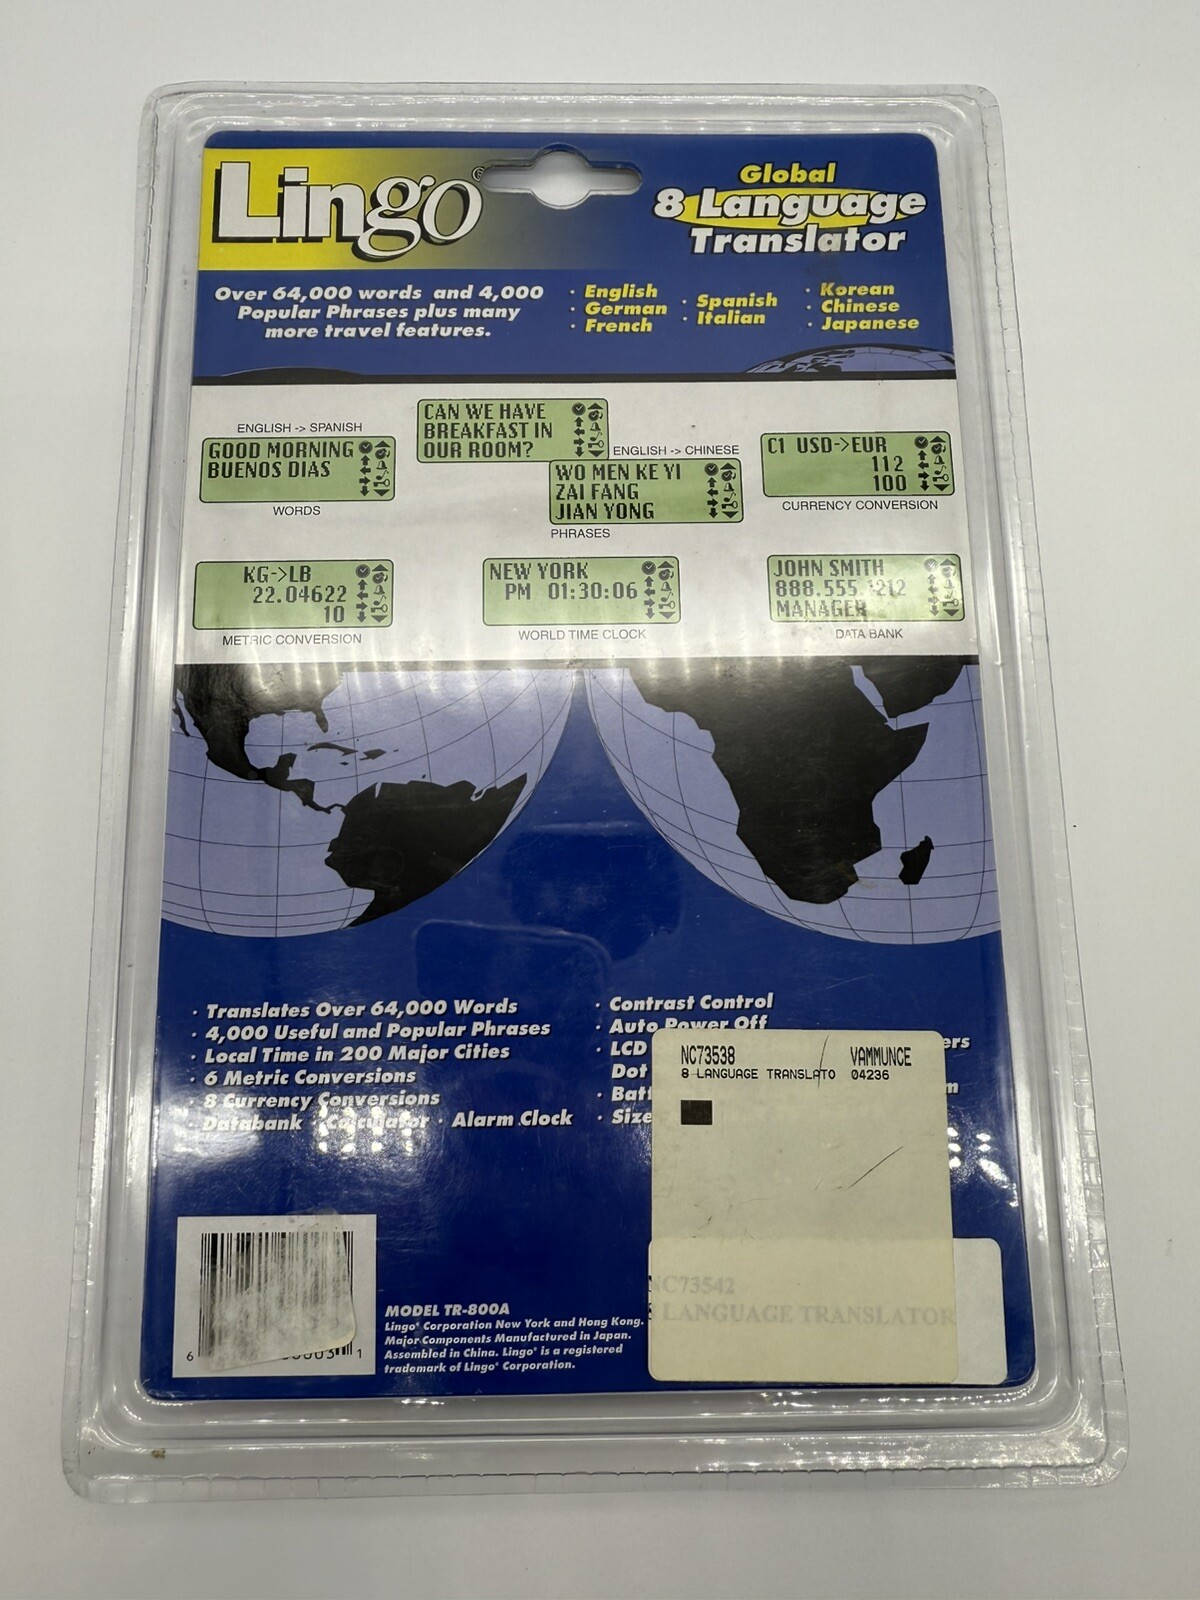 Lingo®
Global
8 Language
Translator
Over 64,000 words and 4,000
Popular Phrases plus many
more travel features.
· English
· German
· French
· Spanish
· Italian
· Korean
· Chinese
· Japanese
ENGLISH -> SPANISH
GOOD MORNING
BUENOS DIAS
WORDS
CAN WE HAVE
BREAKFAST IN
OUR ROOM?
ENGLISH -> CHINESE
WO MEN KE YI
ZAI FANG
JIAN YONG
PHRASES
C1 USD->EUR
112
100
CURRENCY CONVERSION
KG->LB
22.04622
10
METRIC CONVERSION
NEW YORK
PM 01:30:06
WORLD TIME CLOCK
JOHN SMITH
888.555.1212
MANAGER
DATA BANK
· Translates Over 64,000 Words
· 4,000 Useful and Popular Phrases
· Local Time in 200 Major Cities
· 6 Metric Conversions
· 8 Currency Conversions
· Databank · Calculator · Alarm Clock
· Contrast Control
· Auto Power Off
· LCD
Dot
· Batt
· Size
NC73538 VAMMUNCE
8 LANGUAGE TRANSLATO 04236
NC73542
LANGUAGE TRANSLATOR
6 1
MODEL TR-800A
Lingo® Corporation New York and Hong Kong.
Major Components Manufactured in Japan.
Assembled in China. Lingo® is a registered
trademark of Lingo® Corporation.